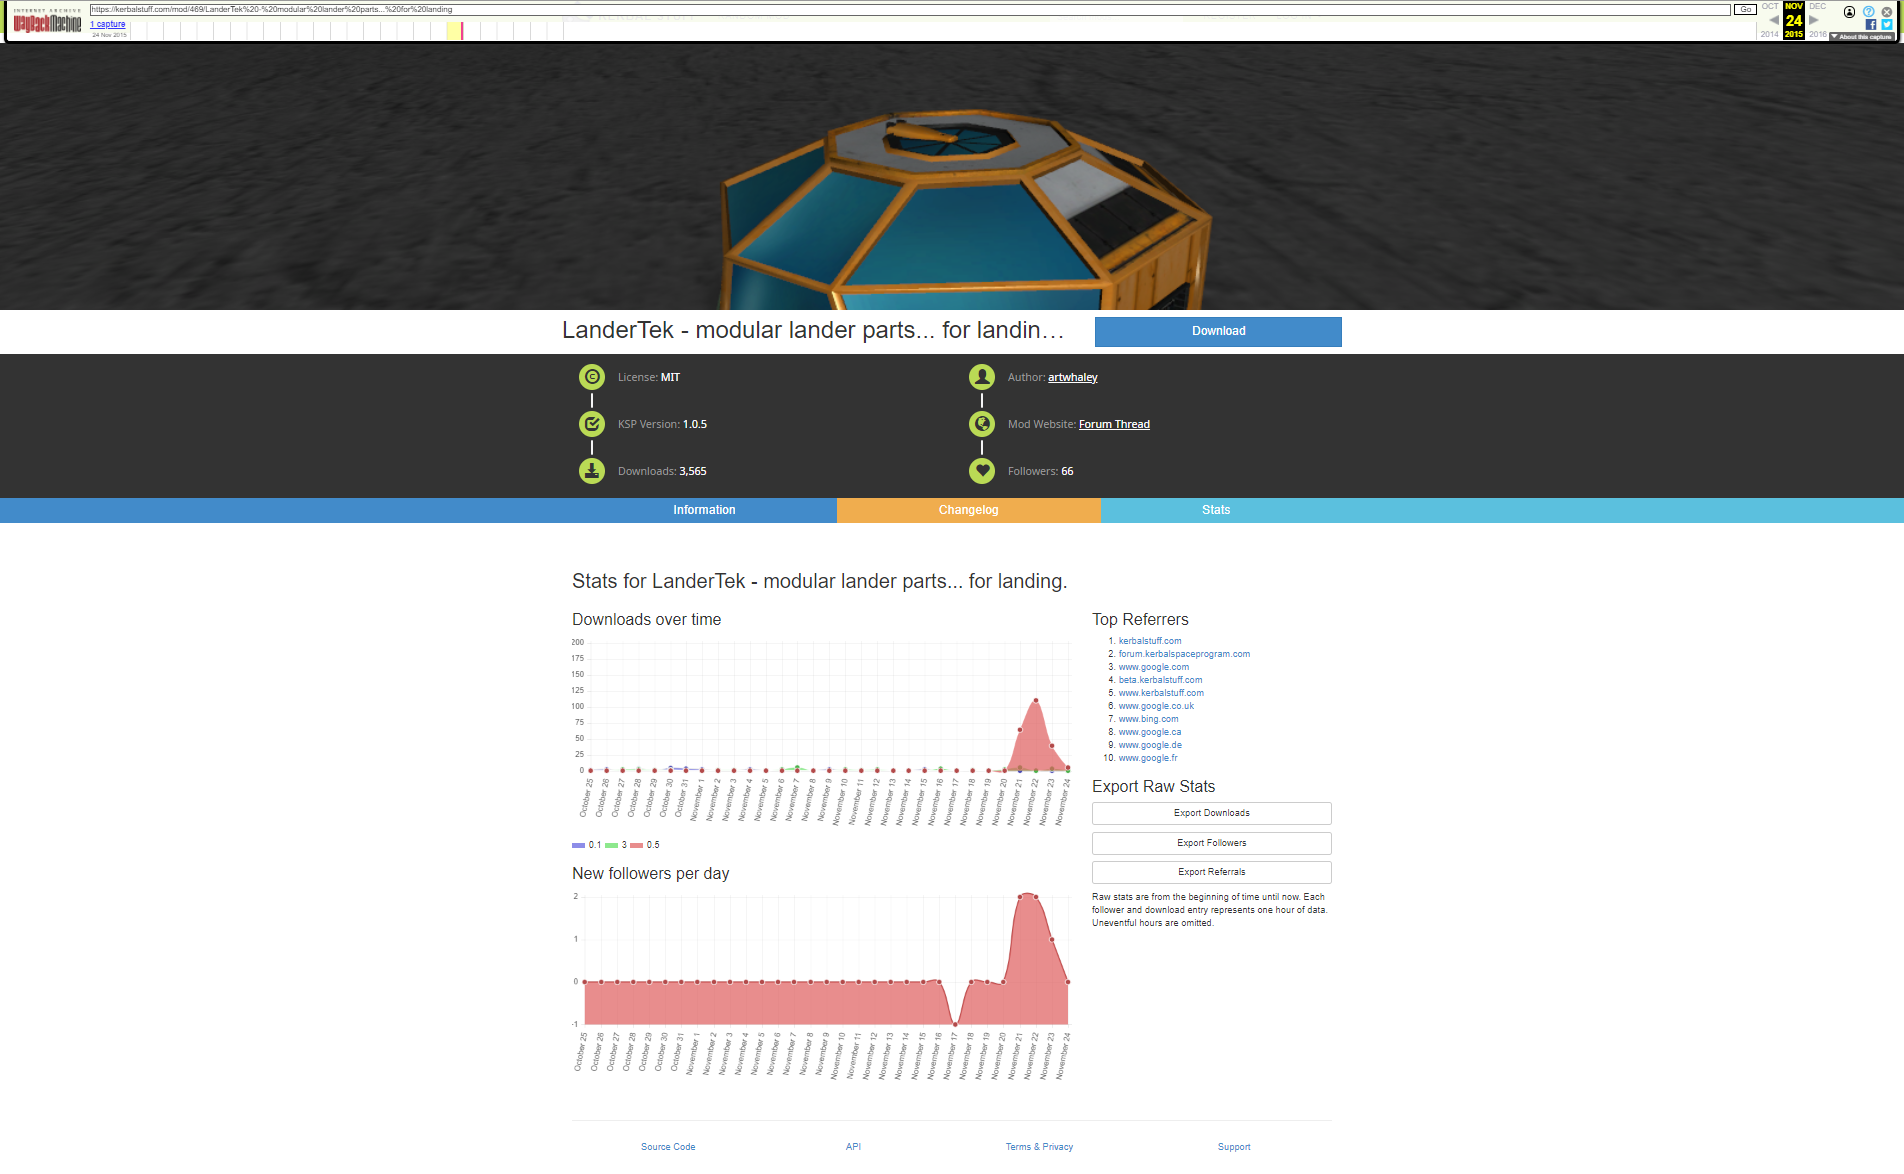 INTERNET ARCHIVE
WayBackMachine
https://kerbalstuff.com/mod/469/LanderTek%20-%20modular%20lander%20parts...%20for%20landing
Go
OCT NOV DEC
1 capture
24
24 Nov 2015
2014 2015 2016
About this capture
LanderTek - modular lander parts... for landin…
Download
License: MIT
Author: artwhaley
KSP Version: 1.0.5
Mod Website: Forum Thread
Downloads: 3,565
Followers: 66
Information Changelog Stats
Stats for LanderTek - modular lander parts... for landing.
Downloads over time
200
175
150
125
100
75
50
25
0
October 25 October 26 October 27 October 28 October 29 October 30 October 31 November 1 November 2 November 3 November 4 November 5 November 6 November 7 November 8 November 9 November 10 November 11 November 12 November 13 November 14 November 15 November 16 November 17 November 18 November 19 November 20 November 21 November 22 November 23 November 24
0.1 3 0.5
New followers per day
2
1
0
-1
October 25 October 26 October 27 October 28 October 29 October 30 October 31 November 1 November 2 November 3 November 4 November 5 November 6 November 7 November 8 November 9 November 10 November 11 November 12 November 13 November 14 November 15 November 16 November 17 November 18 November 19 November 20 November 21 November 22 November 23 November 24
Top Referrers
1. kerbalstuff.com
2. forum.kerbalspaceprogram.com
3. www.google.com
4. beta.kerbalstuff.com
5. www.kerbalstuff.com
6. www.google.co.uk
7. www.bing.com
8. www.google.ca
9. www.google.de
10. www.google.fr
Export Raw Stats
Export Downloads
Export Followers
Export Referrals
Raw stats are from the beginning of time until now. Each
follower and download entry represents one hour of data.
Uneventful hours are omitted.
Source Code API Terms & Privacy Support